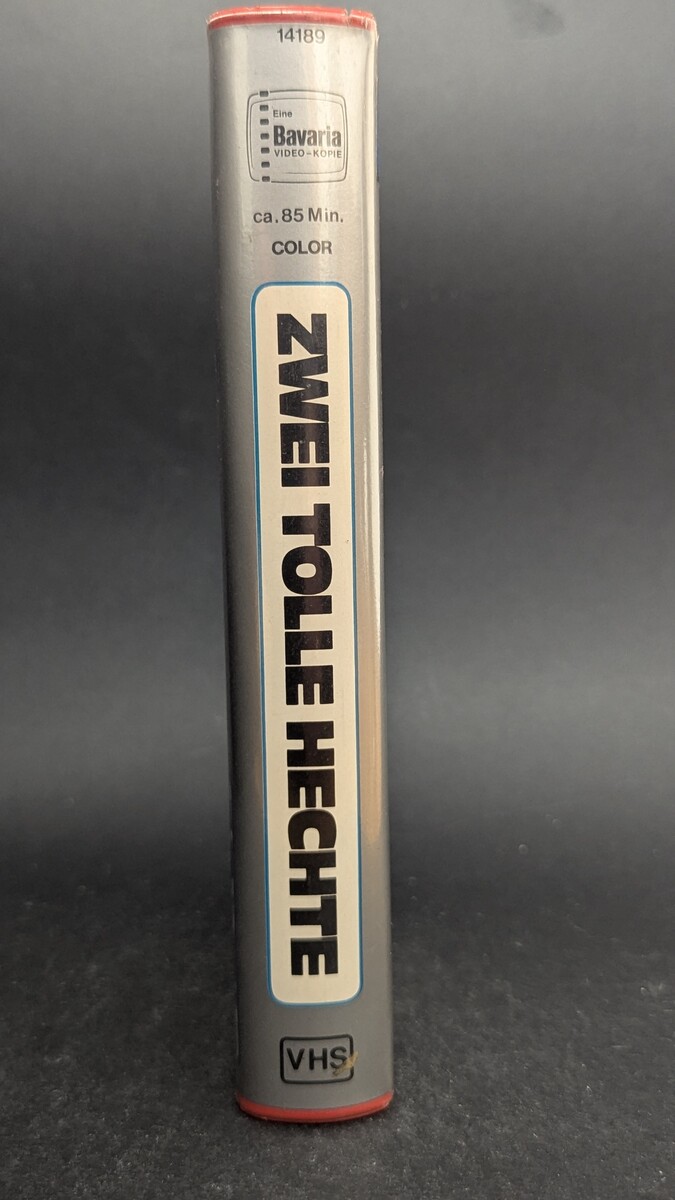 14189
Eine
Bavaria
VIDEO-KOPIE
ca. 85 Min.
COLOR
ZWEI TOLLE HECHTE
VHS